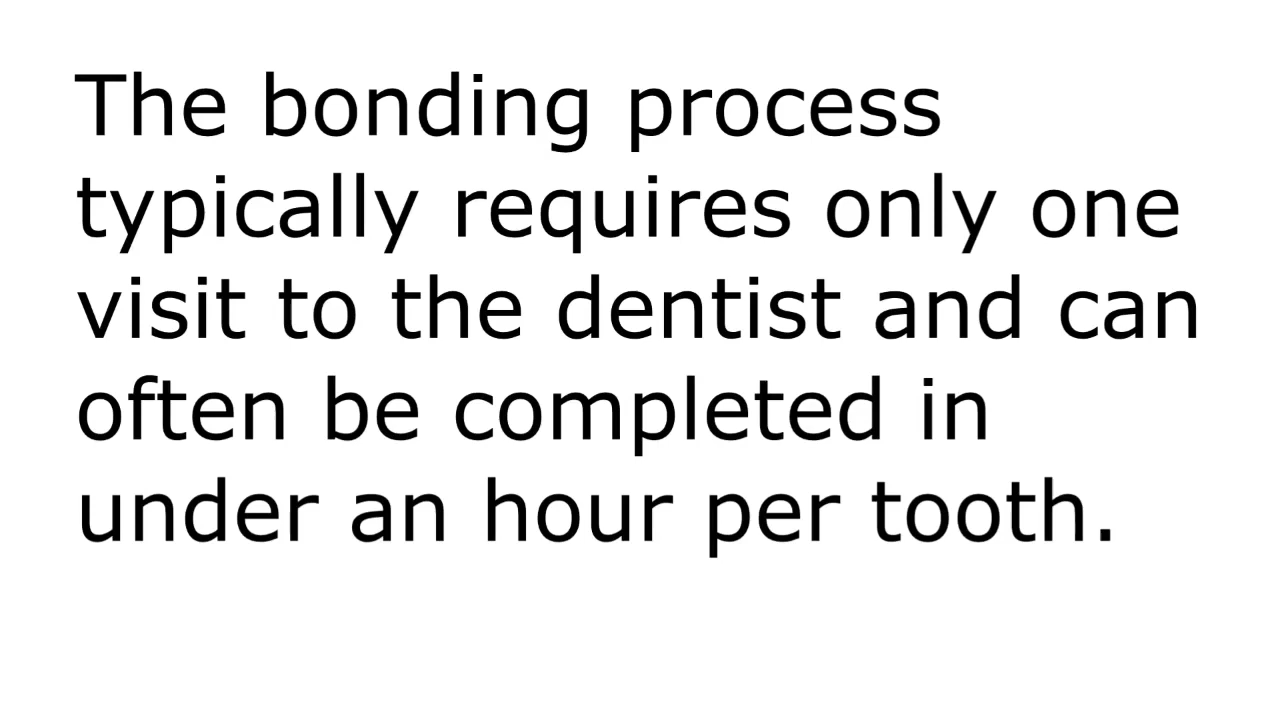 The bonding process
typically requires only one
visit to the dentist and can
often be completed in
under an hour per tooth.